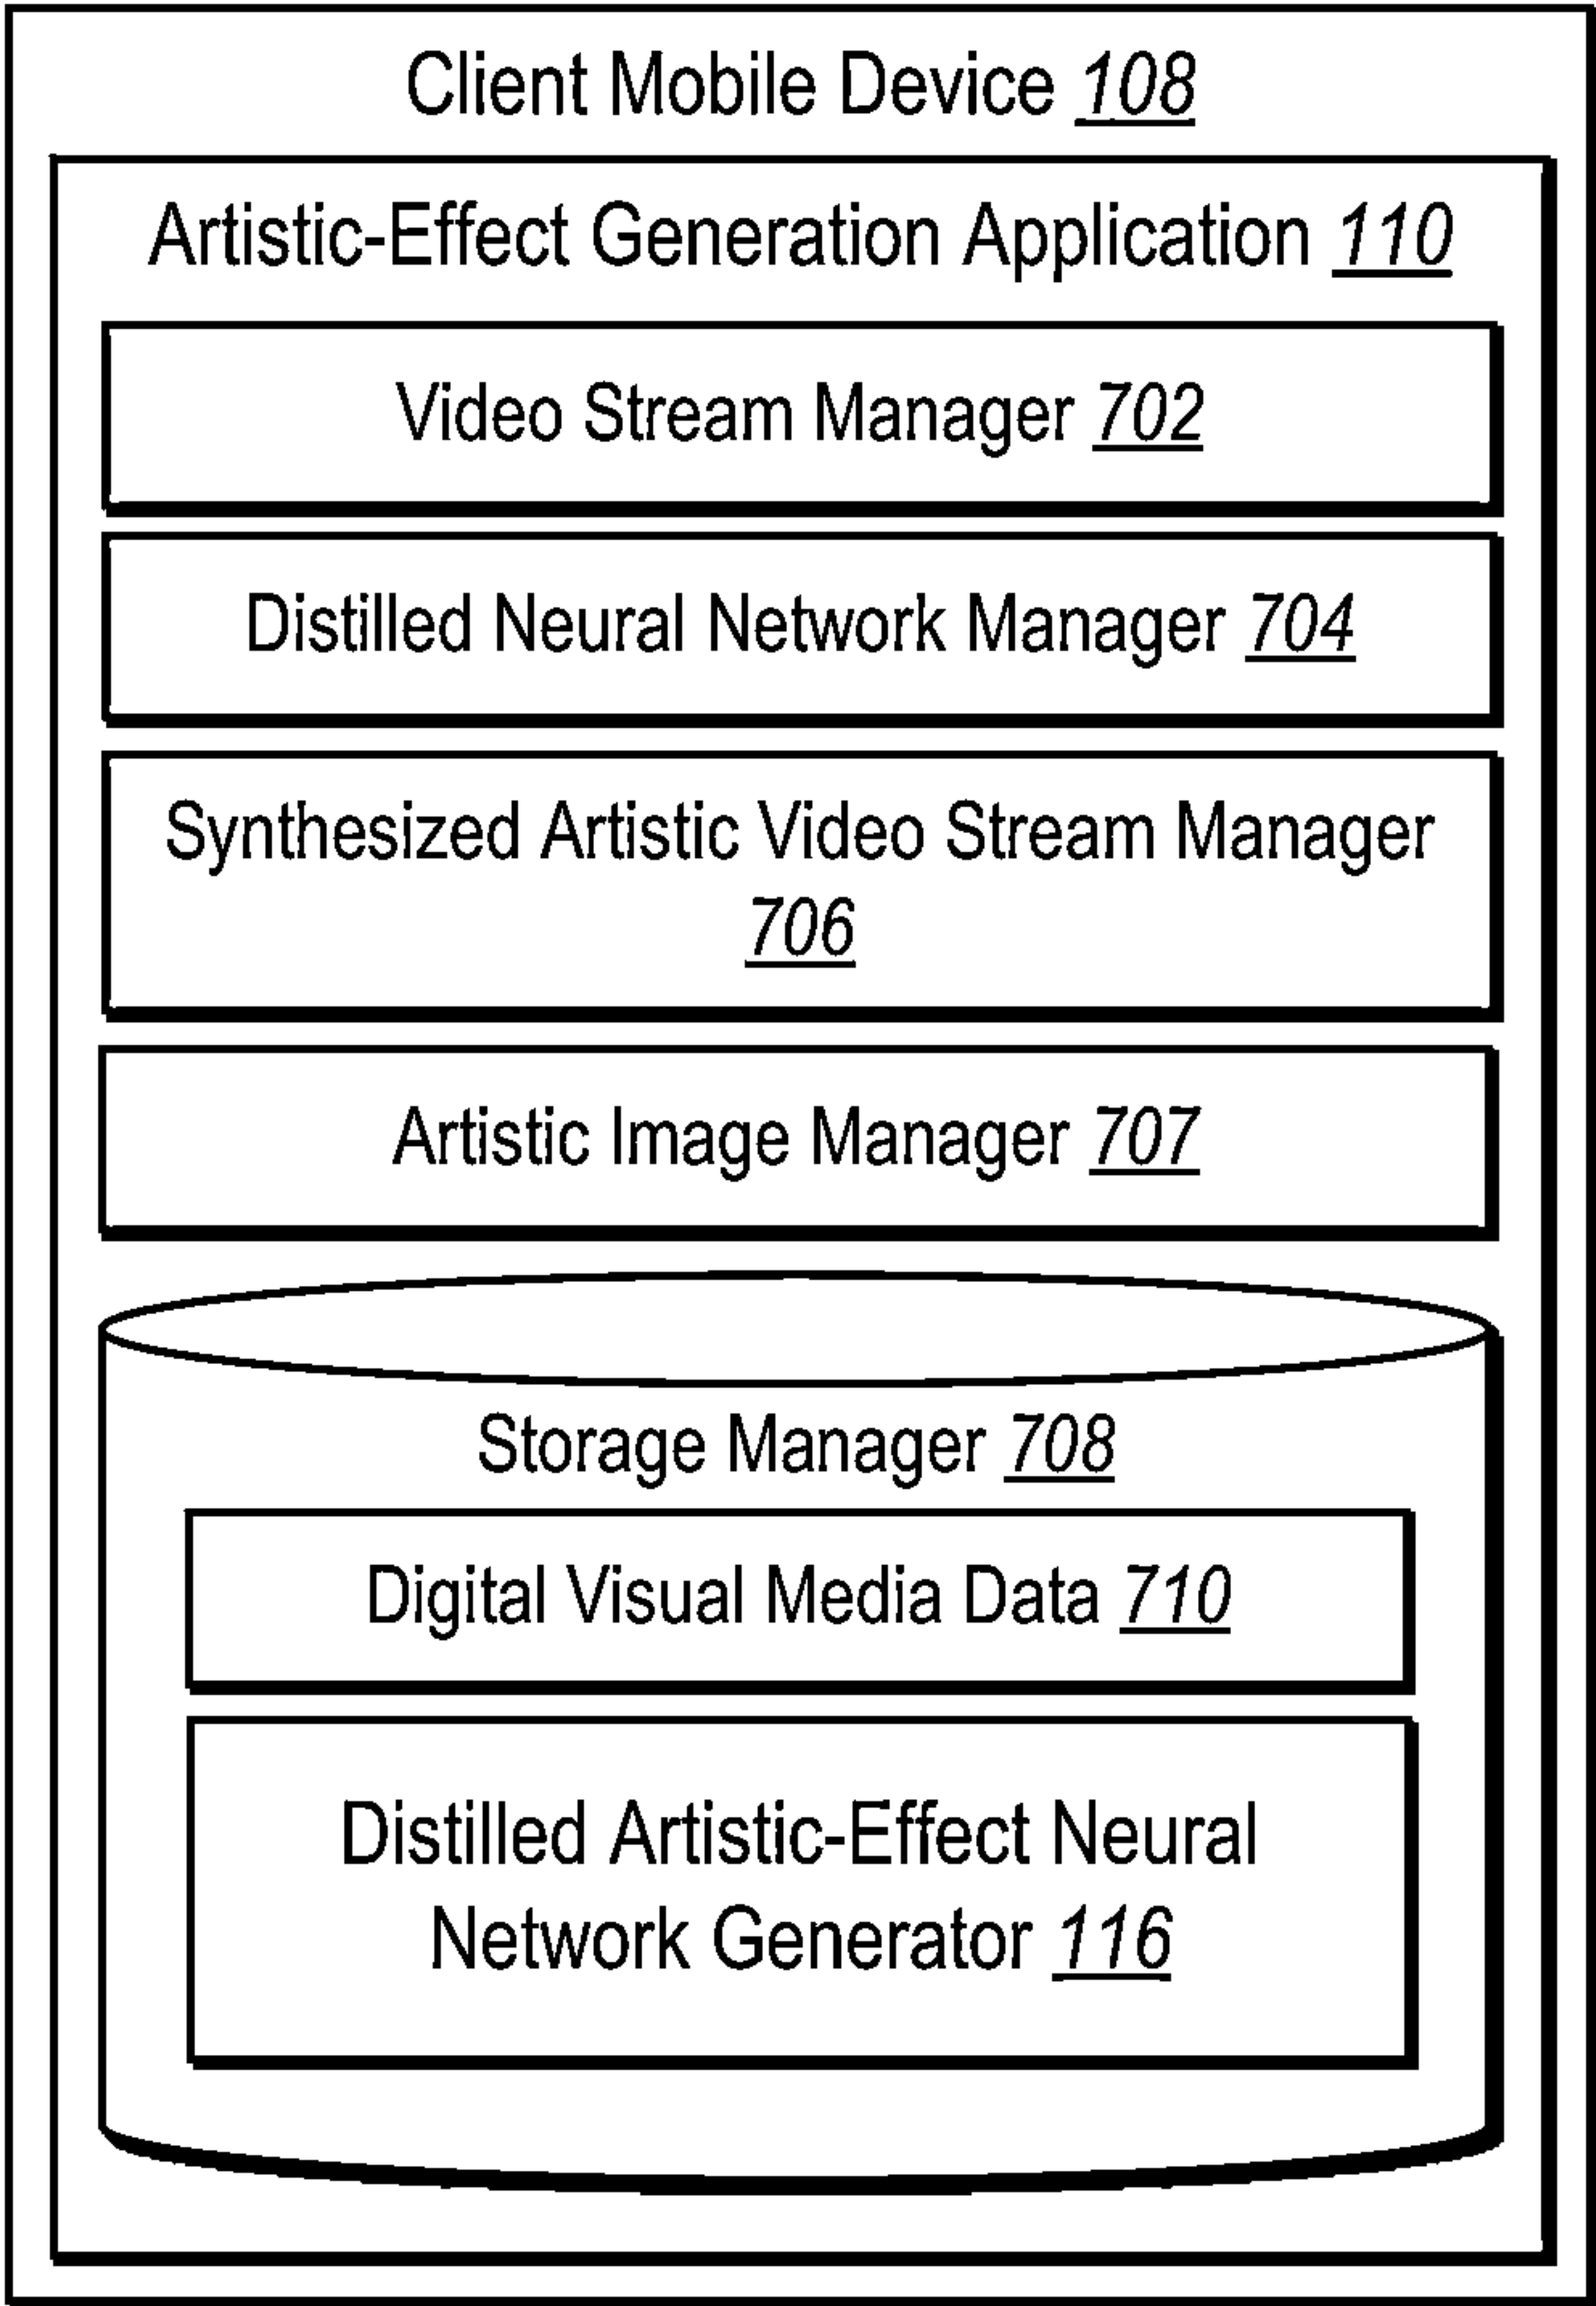 Client Mobile Device 108
Artistic-Effect Generation Application 110
Video Stream Manager 702
Distilled Neural Network Manager 704
Synthesized Artistic Video Stream Manager
706
Artistic Image Manager 707
Storage Manager 708
Digital Visual Media Data 710
Distilled Artistic-Effect Neural
Network Generator 116